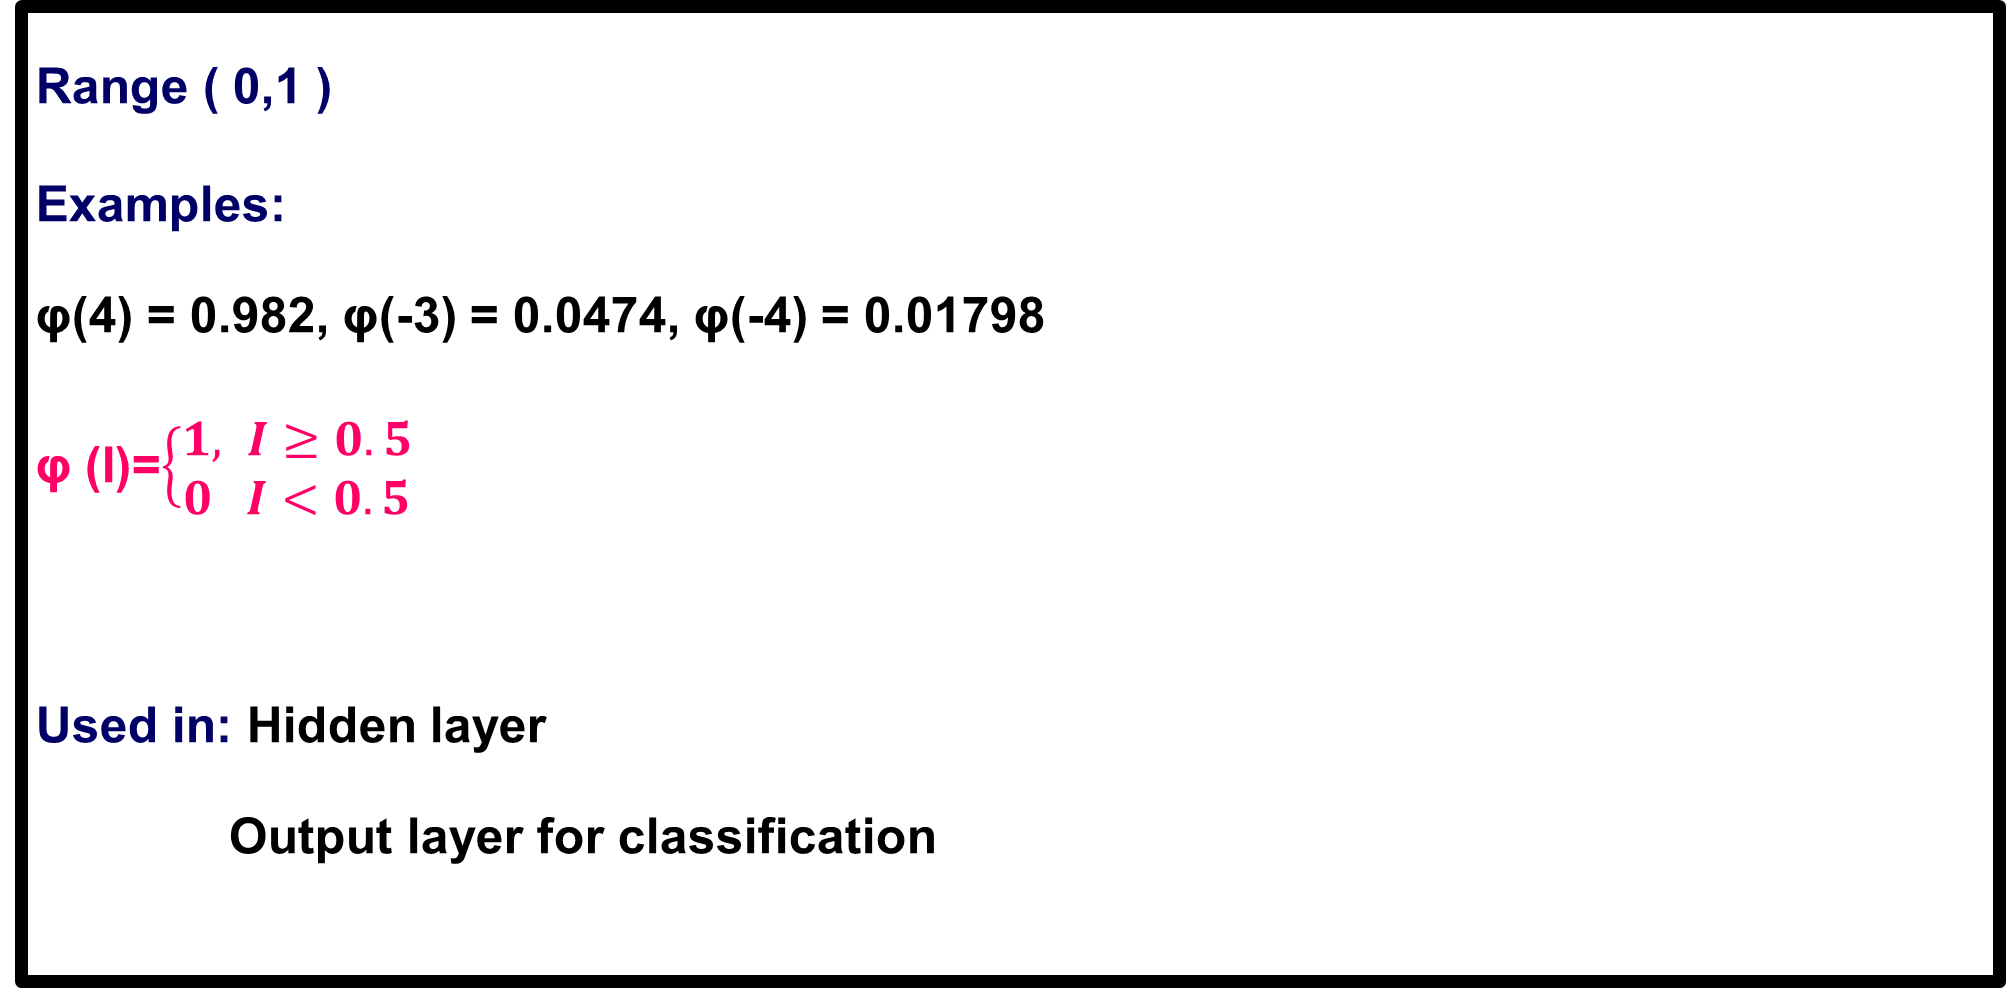 Range ( 0,1 )
Examples:
φ(4) = 0.982, φ(-3) = 0.0474, φ(-4) = 0.01798
φ (I)={1, I ≥ 0.5
0 I < 0.5
Used in: Hidden layer
Output layer for classification